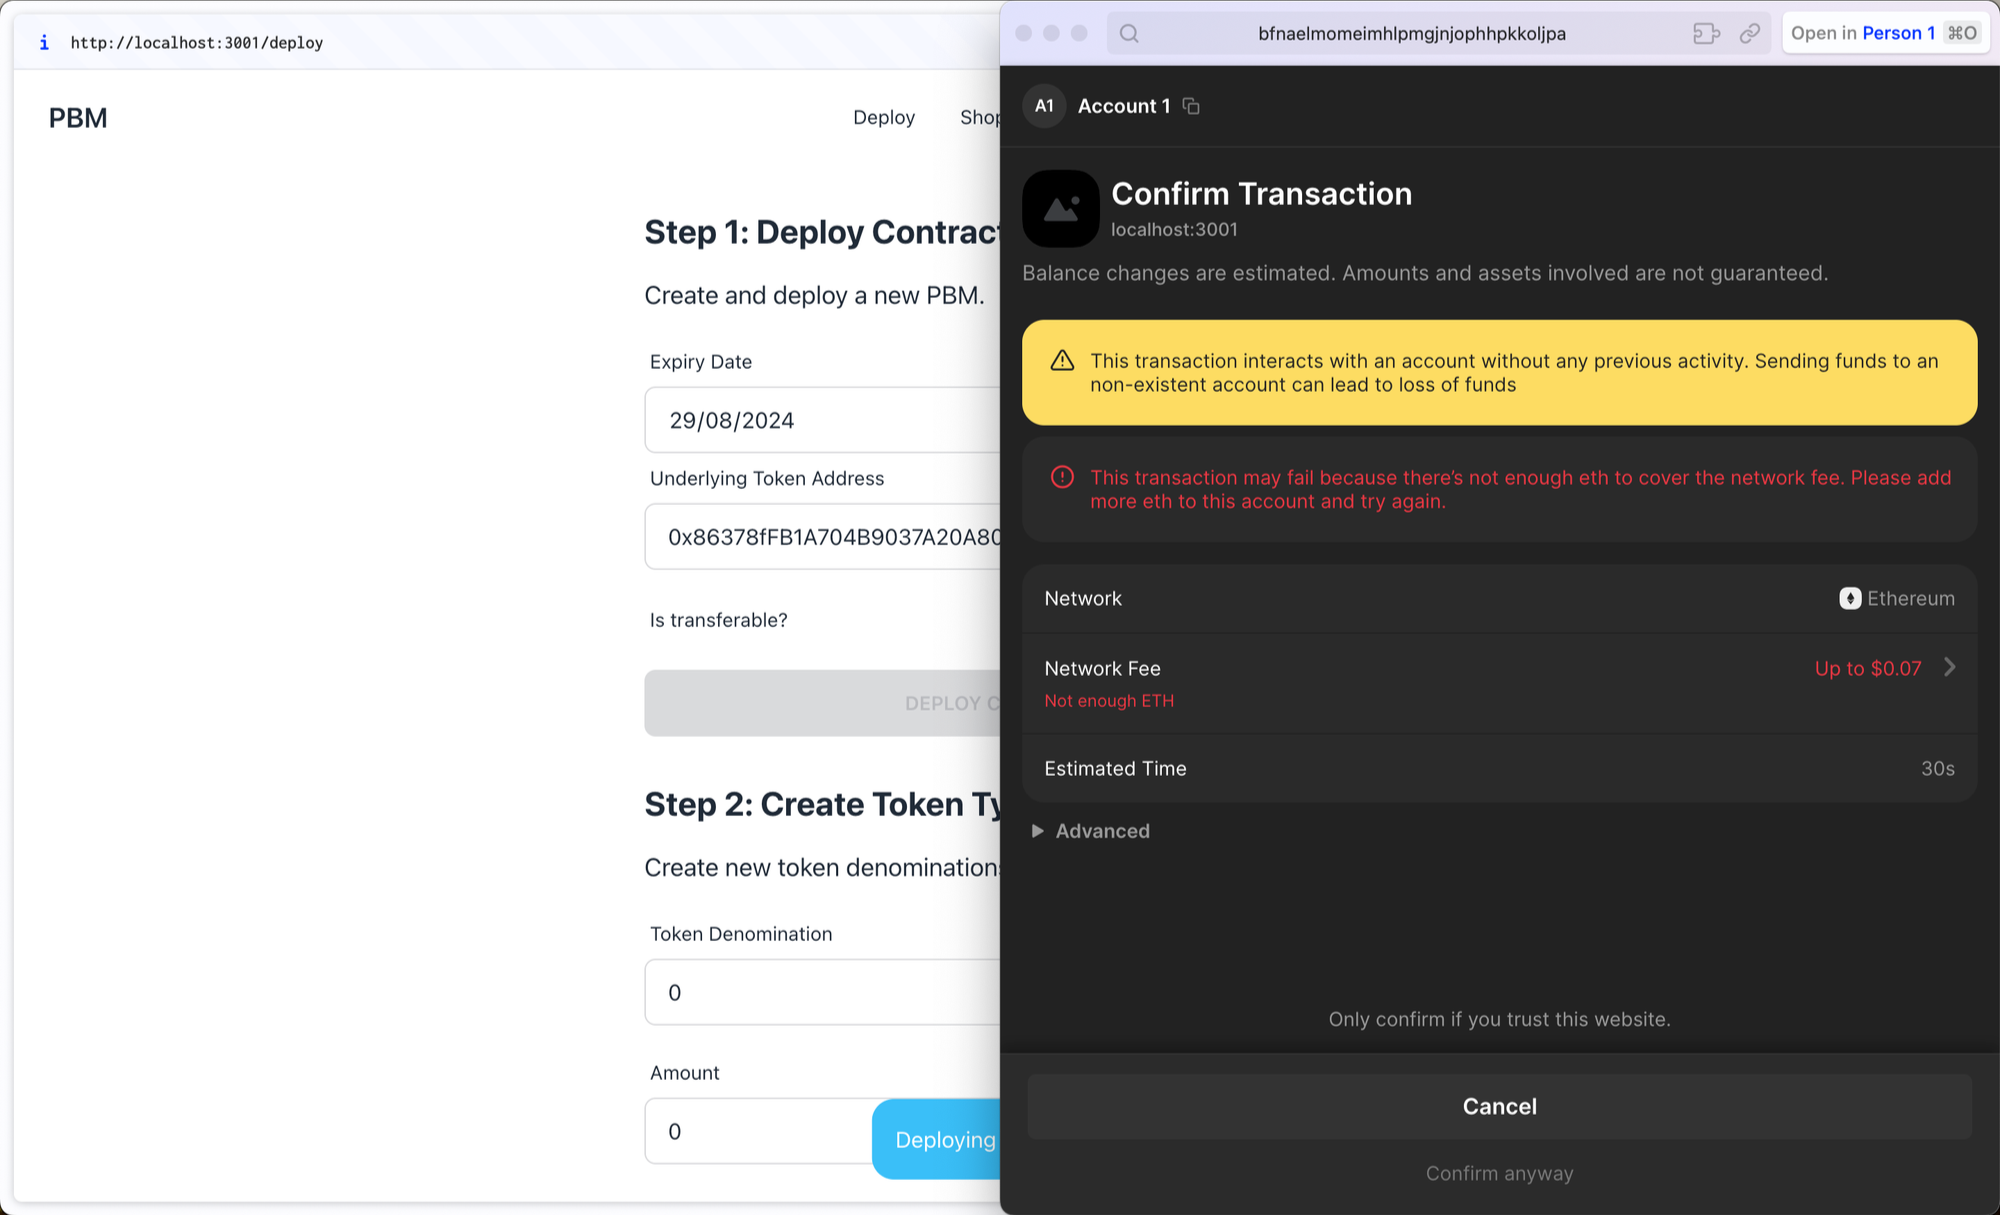 i http://localhost:3001/deploy
PBM
Deploy Shop
Step 1: Deploy Contract
Create and deploy a new PBM.
Expiry Date
29/08/2024
Underlying Token Address
0x86378fFB1A704B9037A20A80
Is transferable?
DEPLOY C
Step 2: Create Token Ty
Create new token denominations
Token Denomination
0
Amount
0
Deploying
bfnaelmomeimhlpmgjnjophhpkkoljpa
Open in Person 1 ⌘O
A1 Account 1
Confirm Transaction
localhost:3001
Balance changes are estimated. Amounts and assets involved are not guaranteed.
This transaction interacts with an account without any previous activity. Sending funds to an
non-existent account can lead to loss of funds
This transaction may fail because there’s not enough eth to cover the network fee. Please add
more eth to this account and try again.
Network Ethereum
Network Fee Up to $0.07
Not enough ETH
Estimated Time 30s
Advanced
Only confirm if you trust this website.
Cancel
Confirm anyway